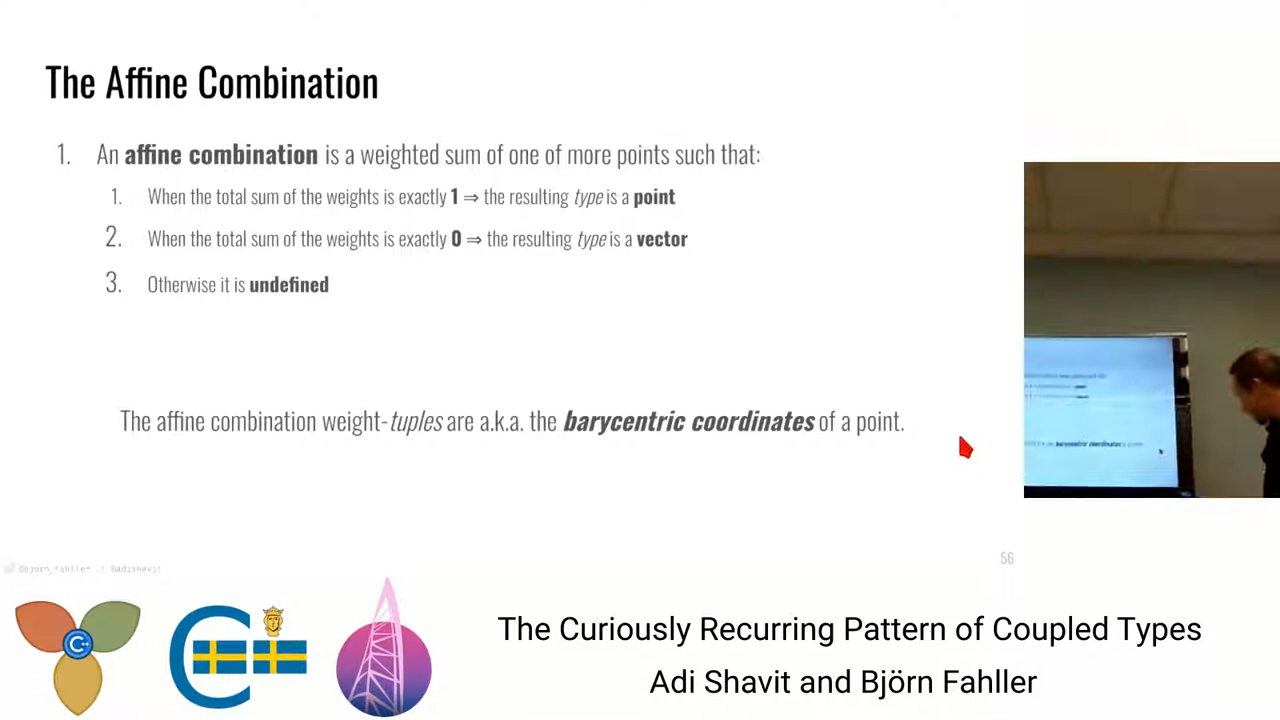 The Affine Combination
1. An affine combination is a weighted sum of one of more points such that:
1. When the total sum of the weights is exactly 1 ⇒ the resulting type is a point
2. When the total sum of the weights is exactly 0 ⇒ the resulting type is a vector
3. Otherwise it is undefined
The affine combination weight-tuples are a.k.a. the barycentric coordinates of a point.
56
The Curiously Recurring Pattern of Coupled Types
Adi Shavit and Björn Fahller